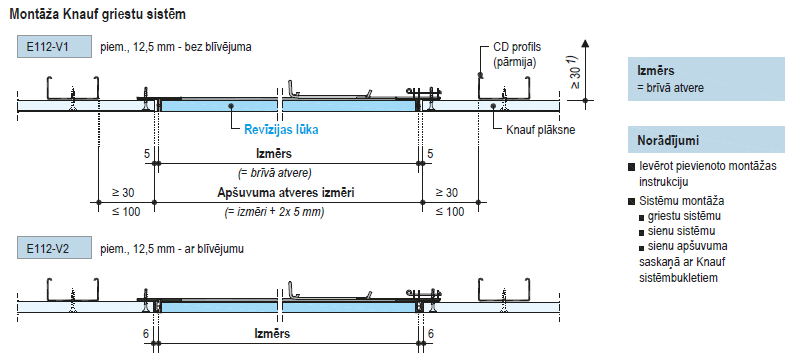 Montāža Knauf griestu sistēm
E112-V1
piem., 12,5 mm - bez blīvējuma
CD profils
(pārmija)
≥ 30 1)
Revīzijas lūka
Knauf plāksne
5
Izmērs
5
(= brīvā atvere)
≥ 30
Apšuvuma atveres izmēri
≥ 30
≤ 100
(= izmēri + 2x 5 mm)
≤ 100
E112-V2
piem., 12,5 mm - ar blīvējumu
6
Izmērs
6
Izmērs
= brīvā atvere
Norādījumi
Ievērot pievienoto montāžas
instrukciju
Sistēmu montāža
griestu sistēmu
sienu sistēmu
sienu apšuvuma
saskaņā ar Knauf
sistēmbukletiem